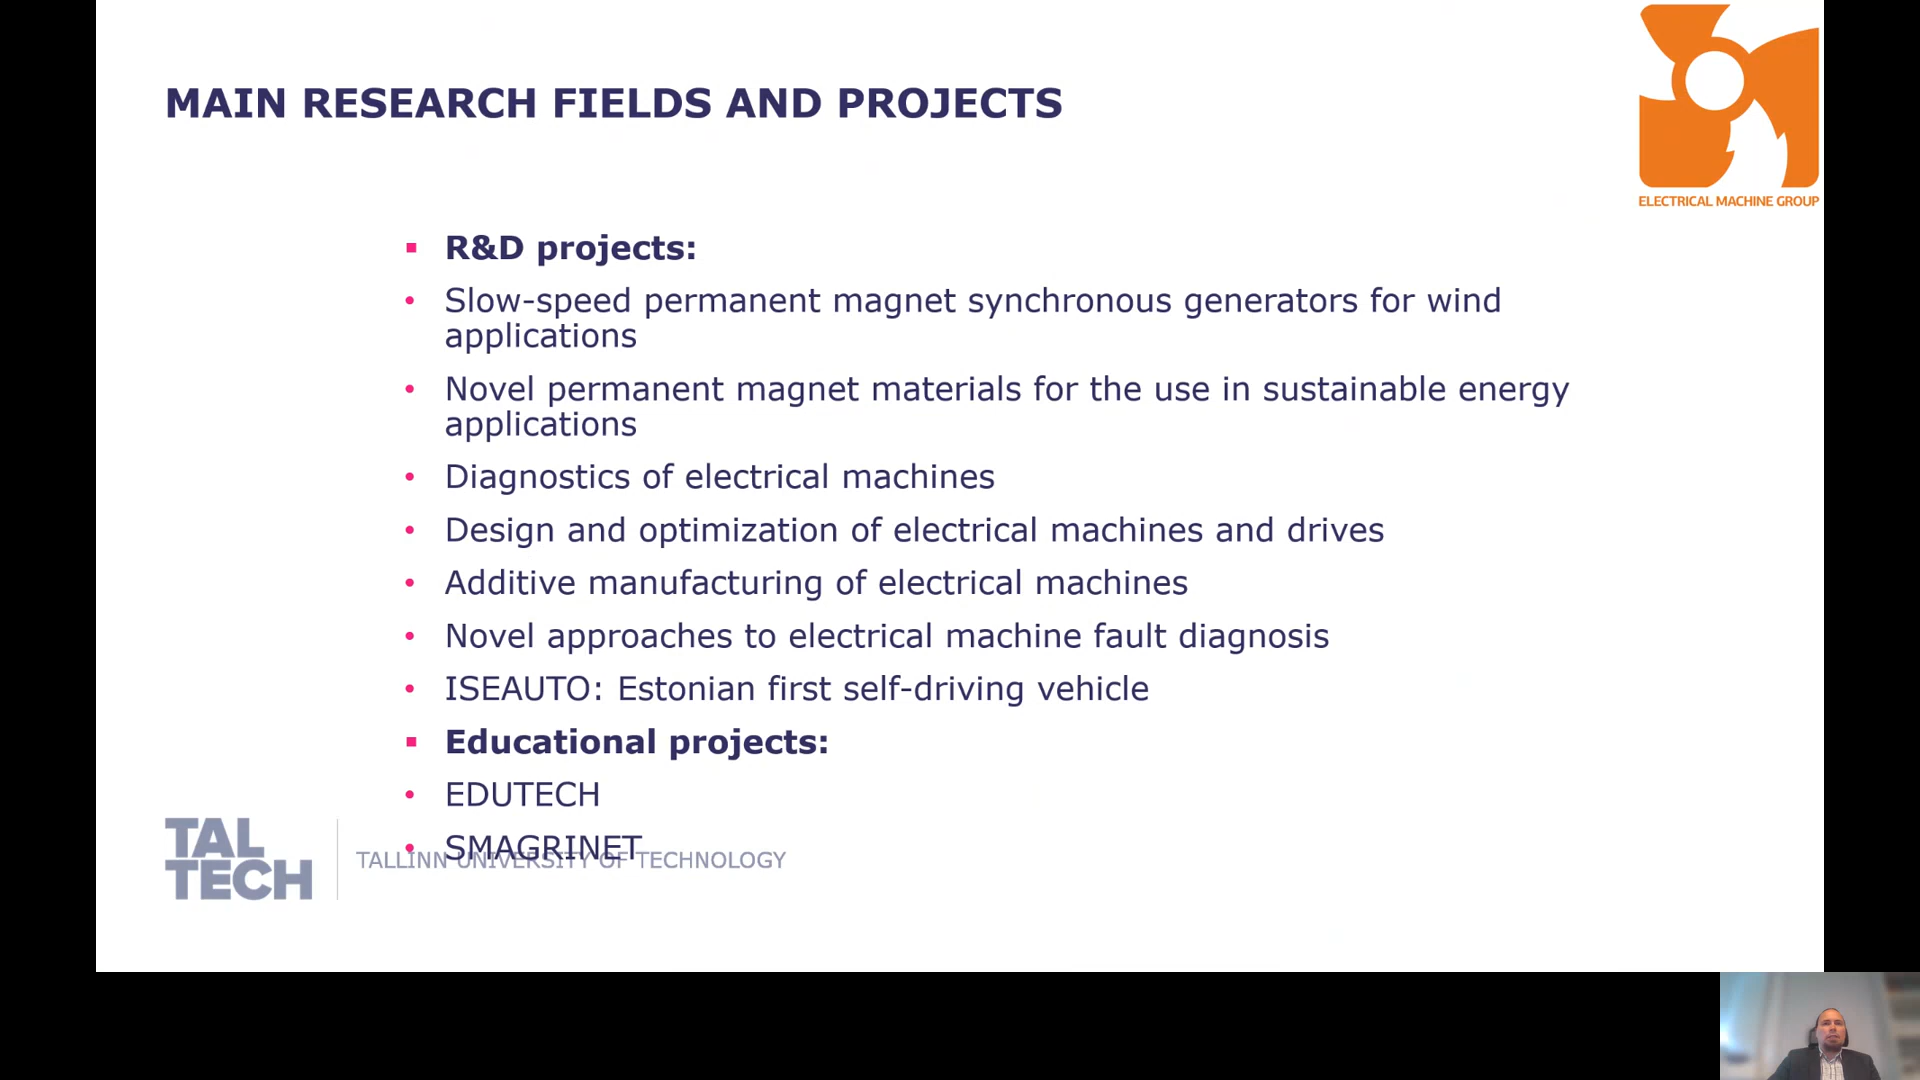 MAIN RESEARCH FIELDS AND PROJECTS
ELECTRICAL MACHINE GROUP
R&D projects:
Slow-speed permanent magnet synchronous generators for wind
applications
Novel permanent magnet materials for the use in sustainable energy
applications
Diagnostics of electrical machines
Design and optimization of electrical machines and drives
Additive manufacturing of electrical machines
Novel approaches to electrical machine fault diagnosis
ISEAUTO: Estonian first self-driving vehicle
Educational projects:
EDUTECH
SMAGRINET
TAL
TECH
TALLINN UNIVERSITY OF TECHNOLOGY